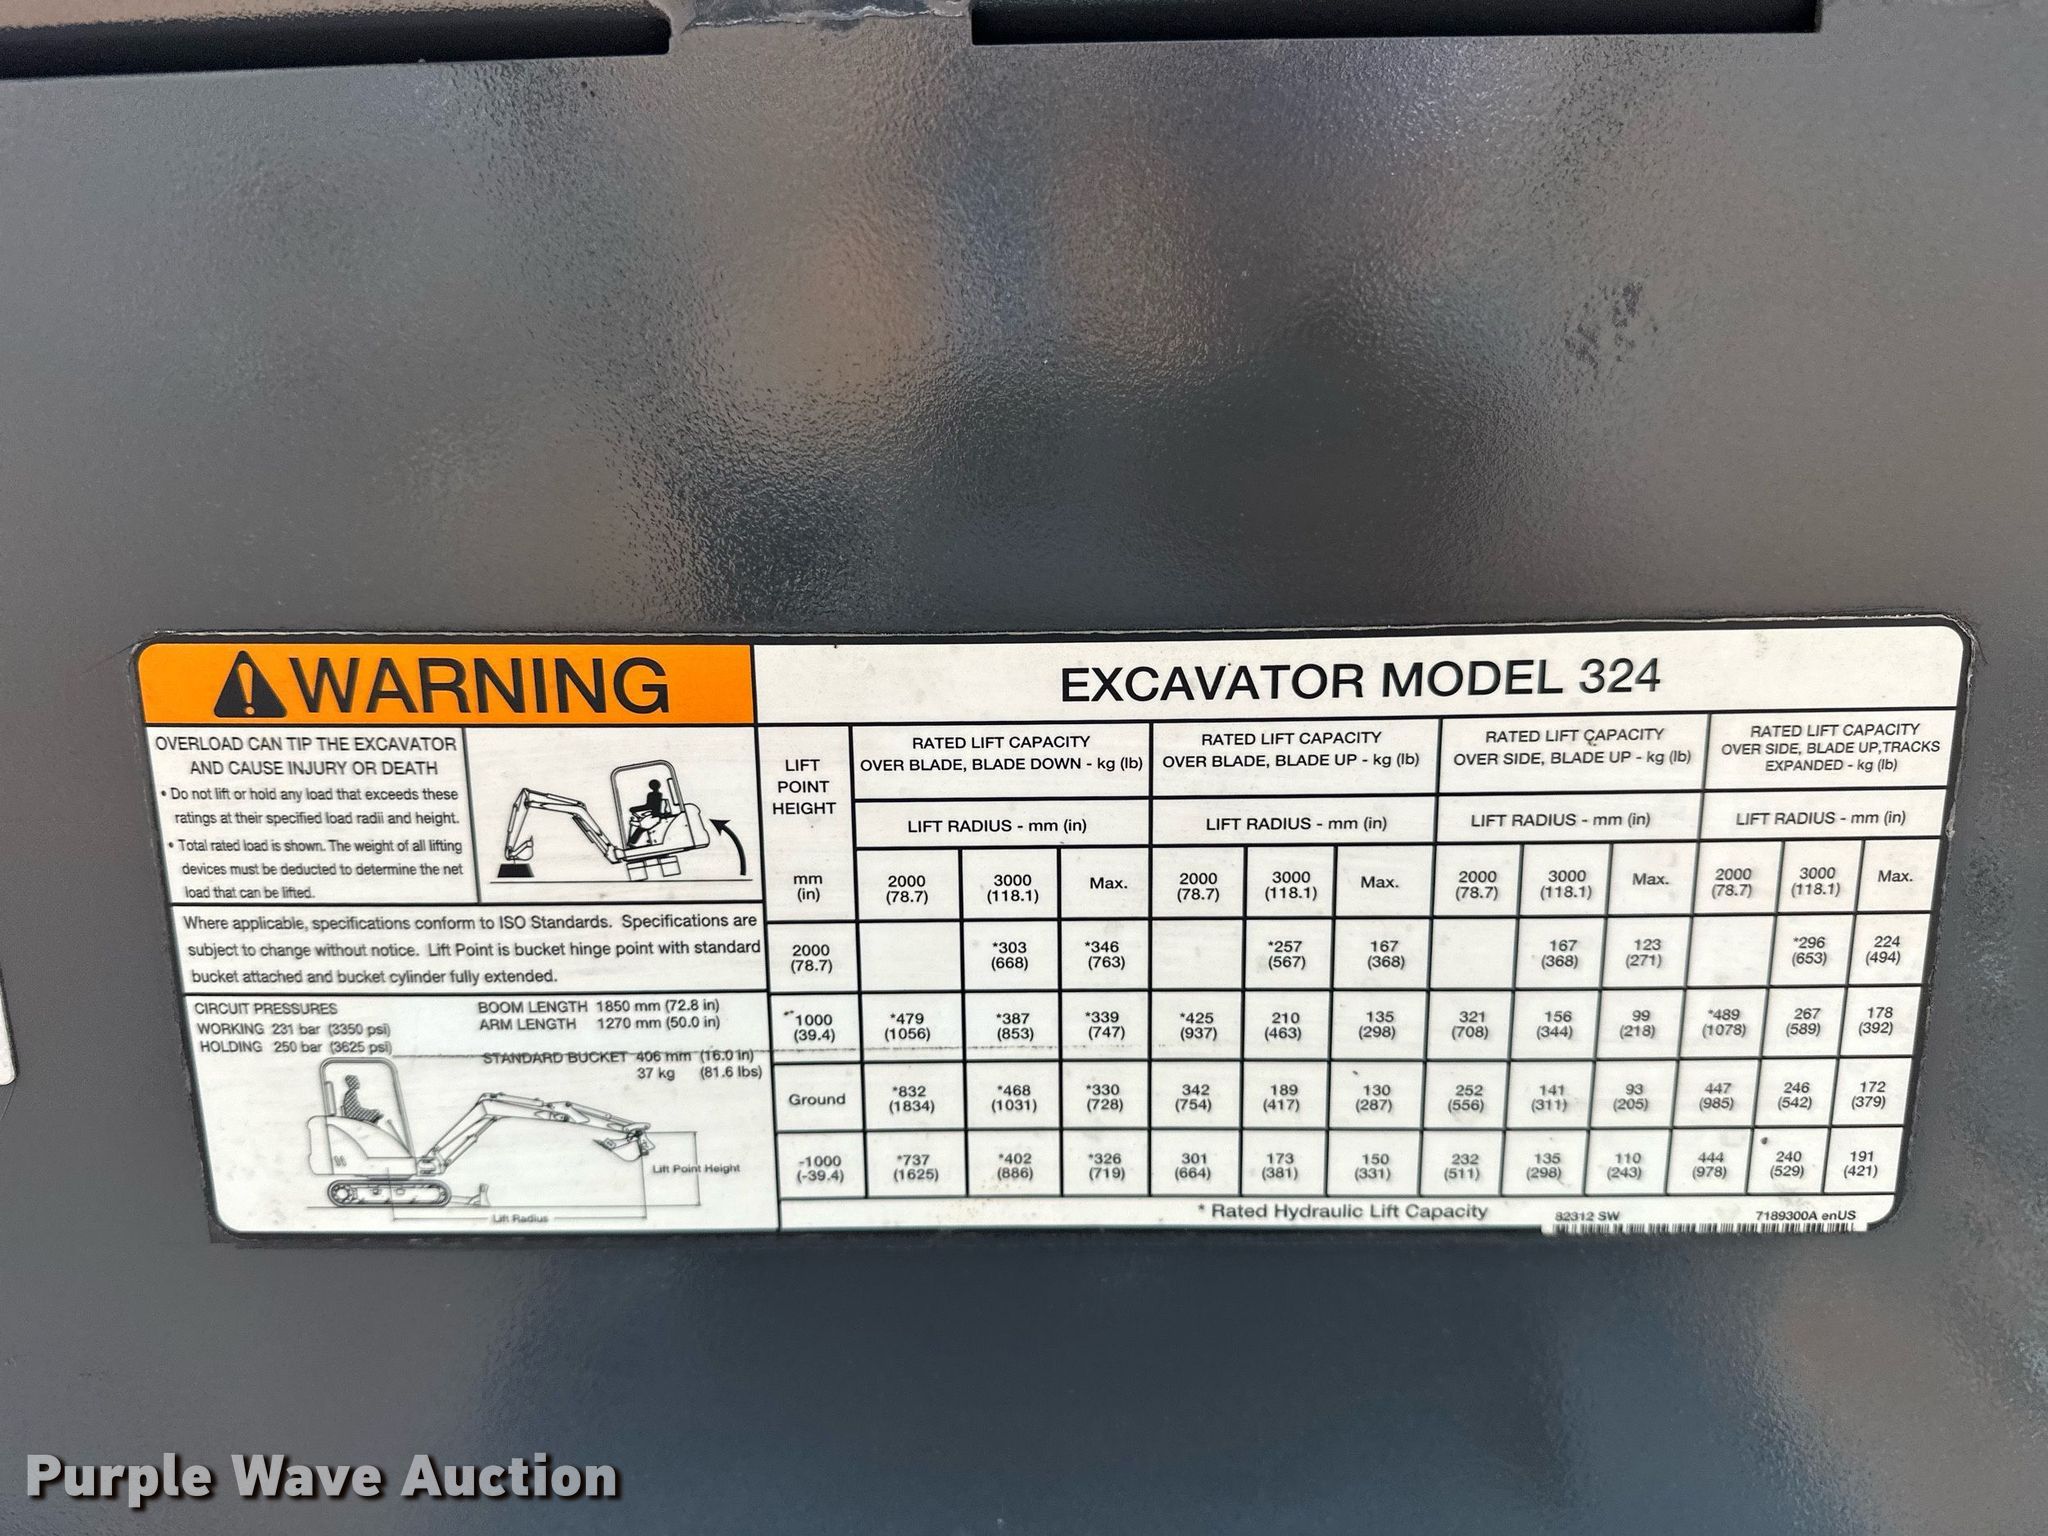 WARNING
EXCAVATOR MODEL 324
OVERLOAD CAN TIP THE EXCAVATOR
AND CAUSE INJURY OR DEATH
• Do not lift or hold any load that exceeds these
ratings at their specified load radii and height.
• Total rated load is shown. The weight of all lifting
devices must be deducted to determine the net
load that can be lifted.
Where applicable, specifications conform to ISO Standards. Specifications are
subject to change without notice. Lift Point is bucket hinge point with standard
bucket attached and bucket cylinder fully extended.
CIRCUIT PRESSURES
WORKING 231 bar (3350 psi)
HOLDING 250 bar (3625 psi)
BOOM LENGTH 1850 mm (72.8 in)
ARM LENGTH 1270 mm (50.0 in)
STANDARD BUCKET 406 mm (16.0 in)
37 kg (81.6 lbs)
Lift Point Height
Lift Radius
LIFT
POINT
HEIGHT
mm
(in)
RATED LIFT CAPACITY
OVER BLADE, BLADE DOWN - kg (lb)
RATED LIFT CAPACITY
OVER BLADE, BLADE UP - kg (lb)
RATED LIFT CAPACITY
OVER SIDE, BLADE UP - kg (lb)
RATED LIFT CAPACITY
OVER SIDE, BLADE UP, TRACKS
EXPANDED - kg (lb)
LIFT RADIUS - mm (in) LIFT RADIUS - mm (in) LIFT RADIUS - mm (in) LIFT RADIUS - mm (in)
2000 3000 Max. 2000 3000 Max. 2000 3000 Max. 2000 3000 Max.
(78.7) (118.1) (78.7) (118.1) (78.7) (118.1) (78.7) (118.1)
2000 *303 *346 *257 167 167 123 *296 224
(78.7) (668) (763) (567) (368) (368) (271) (653) (494)
1000 *479 *387 *339 *425 210 135 321 156 99 *489 267 178
(39.4) (1056) (853) (747) (937) (463) (298) (708) (344) (218) (1078) (589) (392)
Ground *832 *468 *330 342 189 130 252 141 93 447 246 172
(1834) (1031) (728) (754) (417) (287) (556) (311) (205) (985) (542) (379)
-1000 *737 *402 *326 301 173 150 232 135 110 444 240 191
(-39.4) (1625) (886) (719) (664) (381) (331) (511) (298) (243) (978) (529) (421)
* Rated Hydraulic Lift Capacity
82312 SW
7189300A enUS
Purple Wave Auction